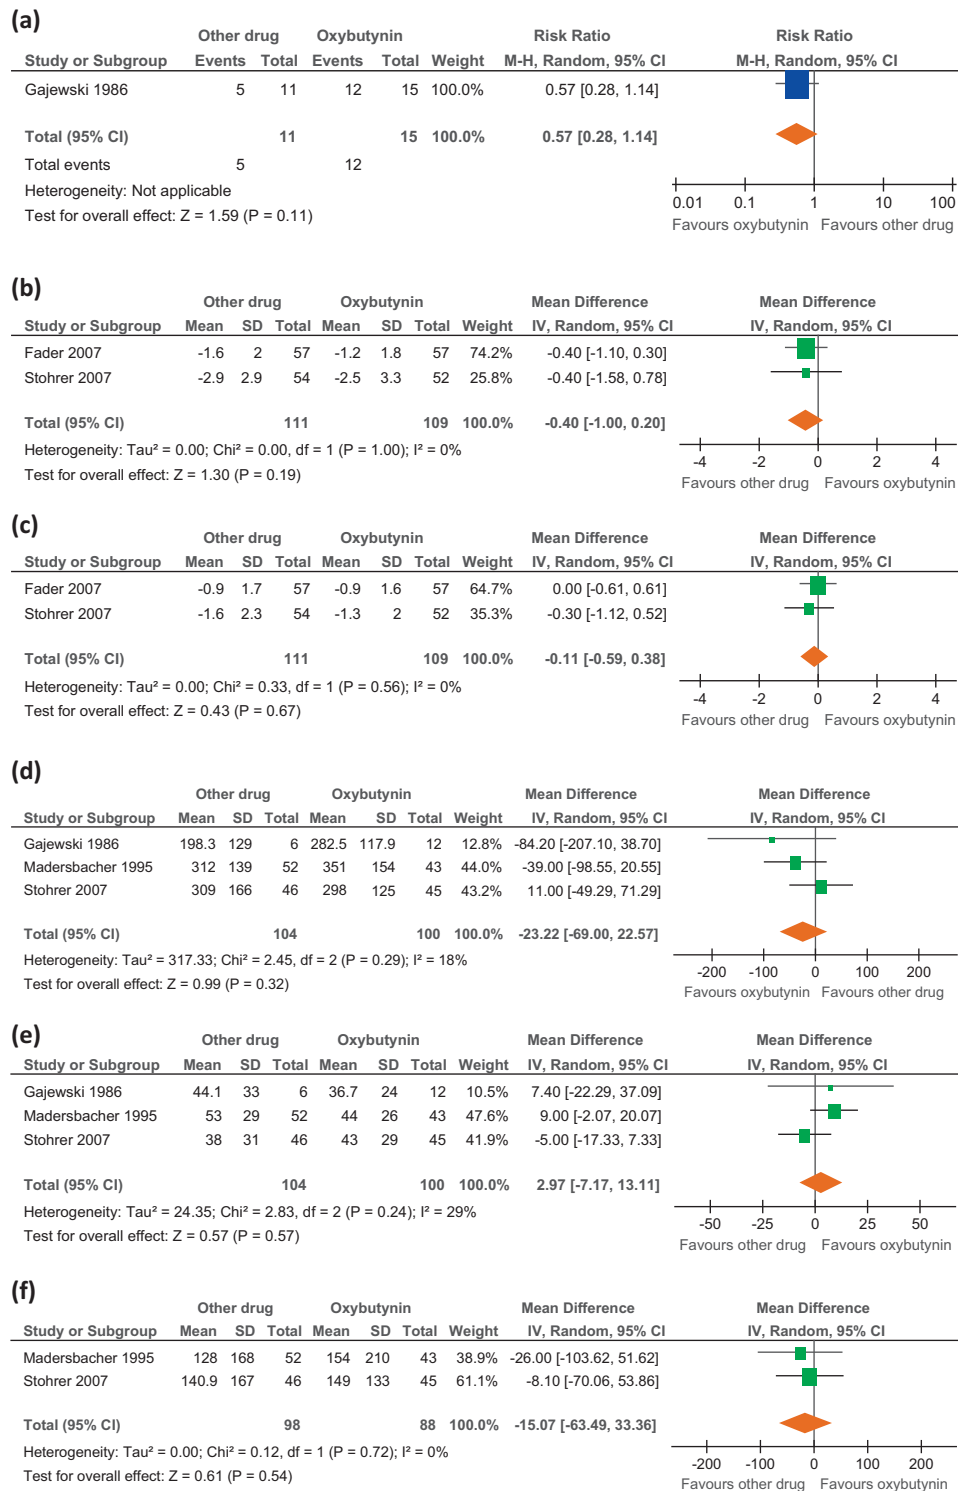 (a)
Other drug Oxybutynin Risk Ratio Risk Ratio
Study or Subgroup Events Total Events Total Weight M-H, Random, 95% CI M-H, Random, 95% CI
Gajewski 1986 5 11 12 15 100.0% 0.57 [0.28, 1.14]
Total (95% CI) 11 15 100.0% 0.57 [0.28, 1.14]
Total events 5 12
Heterogeneity: Not applicable
Test for overall effect: Z = 1.59 (P = 0.11)
0.01 0.1 1 10 100
Favours oxybutynin Favours other drug
(b)
Other drug Oxybutynin Mean Difference Mean Difference
Study or Subgroup Mean SD Total Mean SD Total Weight IV, Random, 95% CI IV, Random, 95% CI
Fader 2007 -1.6 2 57 -1.2 1.8 57 74.2% -0.40 [-1.10, 0.30]
Stohrer 2007 -2.9 2.9 54 -2.5 3.3 52 25.8% -0.40 [-1.58, 0.78]
Total (95% CI) 111 109 100.0% -0.40 [-1.00, 0.20]
Heterogeneity: Tau² = 0.00; Chi² = 0.00, df = 1 (P = 1.00); I² = 0%
Test for overall effect: Z = 1.30 (P = 0.19)
-4 -2 0 2 4
Favours other drug Favours oxybutynin
(c)
Other drug Oxybutynin Mean Difference Mean Difference
Study or Subgroup Mean SD Total Mean SD Total Weight IV, Random, 95% CI IV, Random, 95% CI
Fader 2007 -0.9 1.7 57 -0.9 1.6 57 64.7% 0.00 [-0.61, 0.61]
Stohrer 2007 -1.6 2.3 54 -1.3 2 52 35.3% -0.30 [-1.12, 0.52]
Total (95% CI) 111 109 100.0% -0.11 [-0.59, 0.38]
Heterogeneity: Tau² = 0.00; Chi² = 0.33, df = 1 (P = 0.56); I² = 0%
Test for overall effect: Z = 0.43 (P = 0.67)
-4 -2 0 2 4
Favours other drug Favours oxybutynin
(d)
Other drug Oxybutynin Mean Difference Mean Difference
Study or Subgroup Mean SD Total Mean SD Total Weight IV, Random, 95% CI IV, Random, 95% CI
Gajewski 1986 198.3 129 6 282.5 117.9 12 12.8% -84.20 [-207.10, 38.70]
Madersbacher 1995 312 139 52 351 154 43 44.0% -39.00 [-98.55, 20.55]
Stohrer 2007 309 166 46 298 125 45 43.2% 11.00 [-49.29, 71.29]
Total (95% CI) 104 100 100.0% -23.22 [-69.00, 22.57]
Heterogeneity: Tau² = 317.33; Chi² = 2.45, df = 2 (P = 0.29); I² = 18%
Test for overall effect: Z = 0.99 (P = 0.32)
-200 -100 0 100 200
Favours oxybutynin Favours other drug
(e)
Other drug Oxybutynin Mean Difference Mean Difference
Study or Subgroup Mean SD Total Mean SD Total Weight IV, Random, 95% CI IV, Random, 95% CI
Gajewski 1986 44.1 33 6 36.7 24 12 10.5% 7.40 [-22.29, 37.09]
Madersbacher 1995 53 29 52 44 26 43 47.6% 9.00 [-2.07, 20.07]
Stohrer 2007 38 31 46 43 29 45 41.9% -5.00 [-17.33, 7.33]
Total (95% CI) 104 100 100.0% 2.97 [-7.17, 13.11]
Heterogeneity: Tau² = 24.35; Chi² = 2.83, df = 2 (P = 0.24); I² = 29%
Test for overall effect: Z = 0.57 (P = 0.57)
-50 -25 0 25 50
Favours other drug Favours oxybutynin
(f)
Other drug Oxybutynin Mean Difference Mean Difference
Study or Subgroup Mean SD Total Mean SD Total Weight IV, Random, 95% CI IV, Random, 95% CI
Madersbacher 1995 128 168 52 154 210 43 38.9% -26.00 [-103.62, 51.62]
Stohrer 2007 140.9 167 46 149 133 45 61.1% -8.10 [-70.06, 53.86]
Total (95% CI) 98 88 100.0% -15.07 [-63.49, 33.36]
Heterogeneity: Tau² = 0.00; Chi² = 0.12, df = 1 (P = 0.72); I² = 0%
Test for overall effect: Z = 0.61 (P = 0.54)
-200 -100 0 100 200
Favours other drug Favours oxybutynin